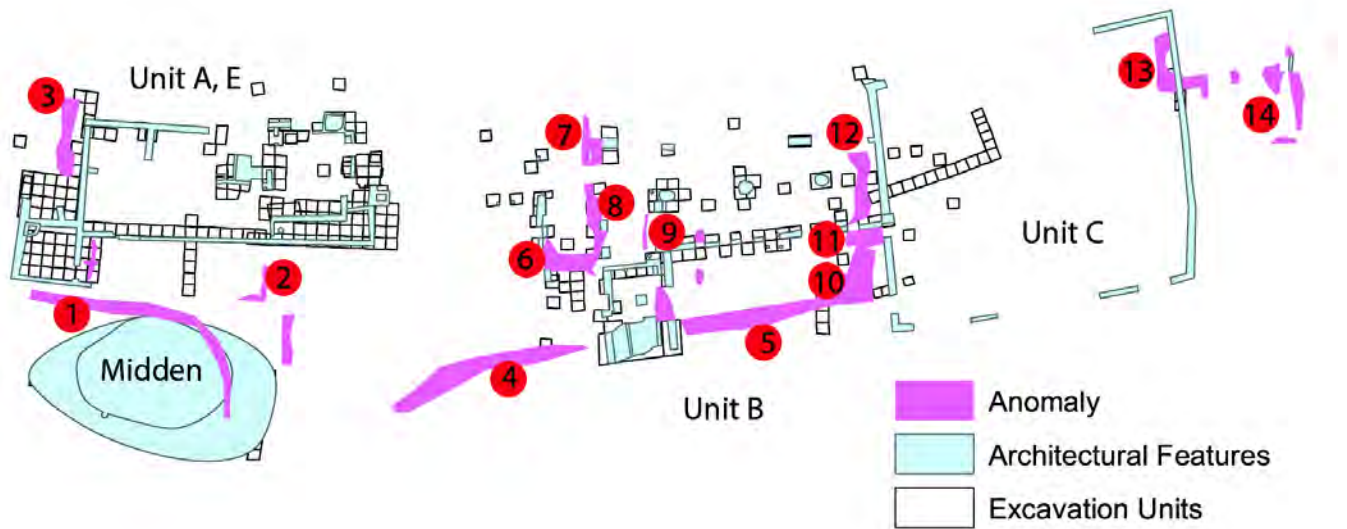 Unit A, E
3
2
1
Midden
7
12
8
6
9
11
10
5
4
13
14
Unit C
Unit B
Anomaly
Architectural Features
Excavation Units